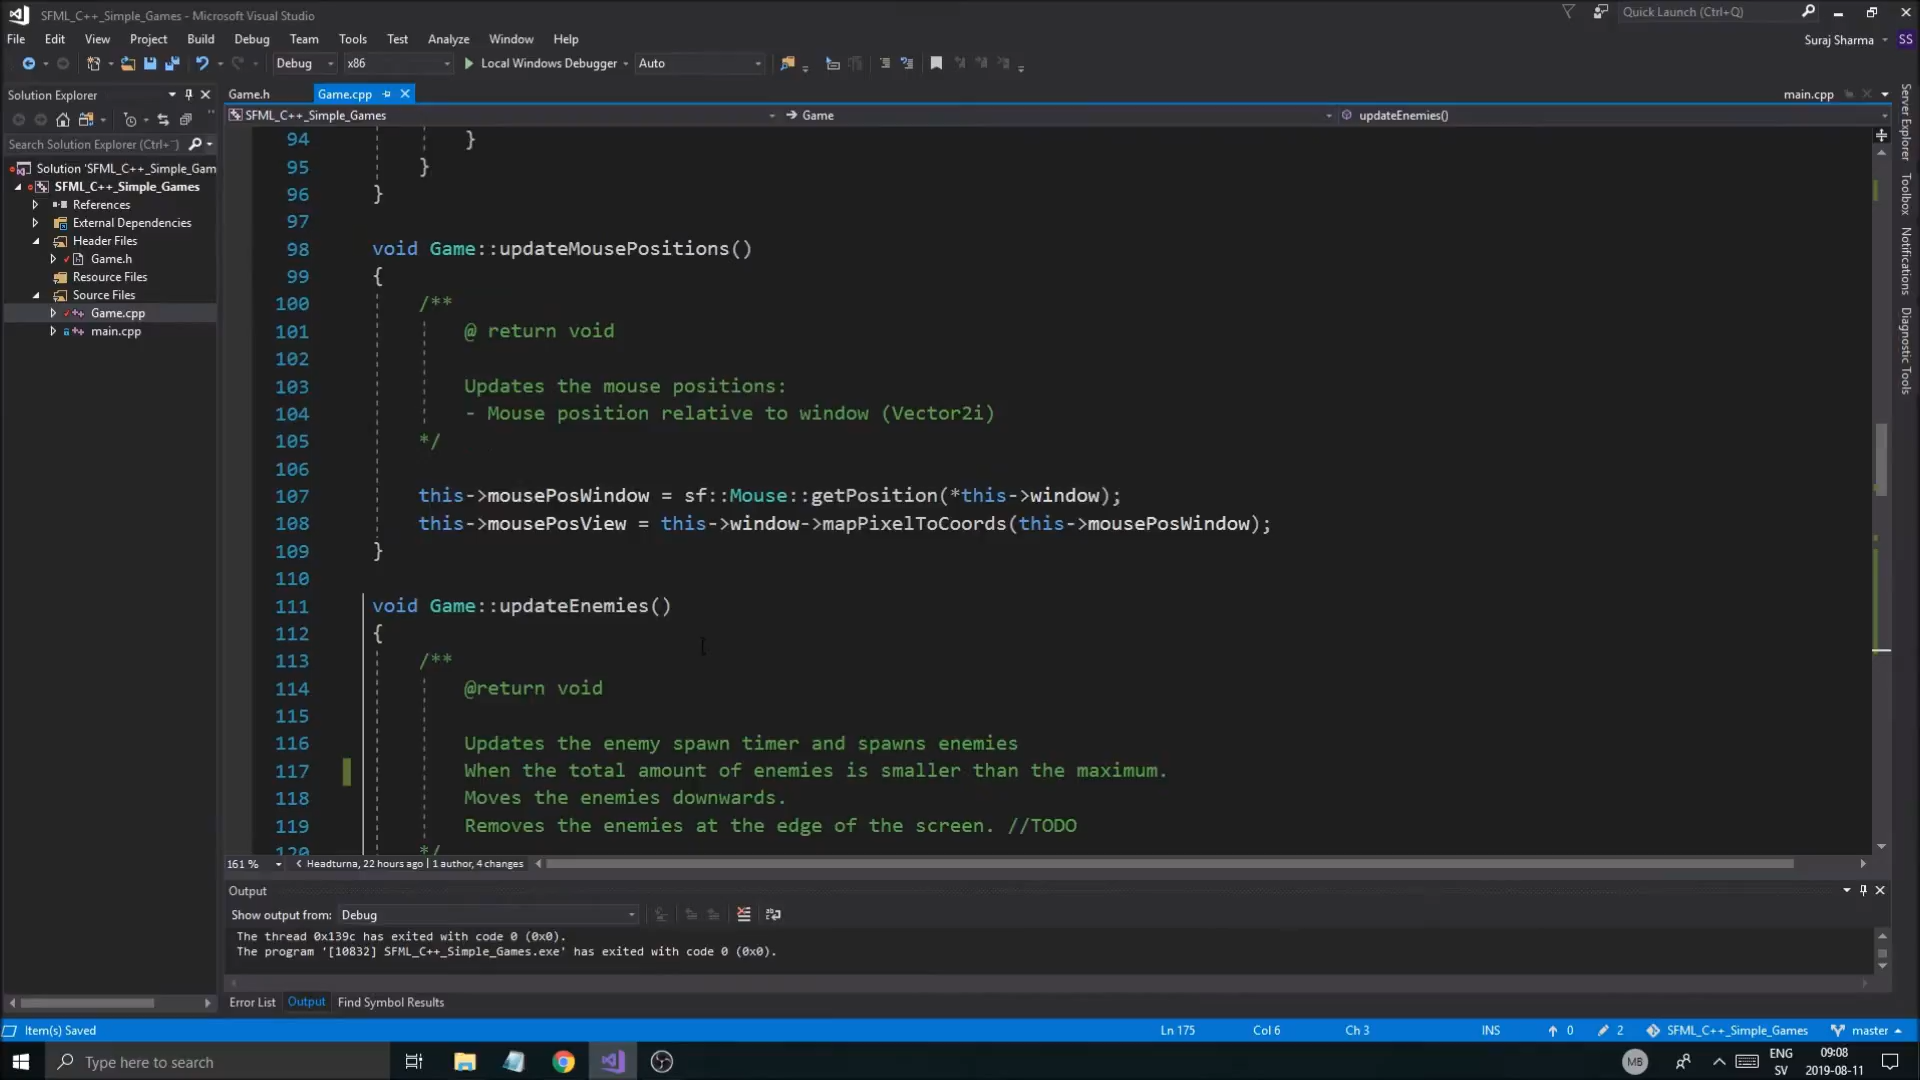 SFML_C++_Simple_Games - Microsoft Visual Studio
Quick Launch (Ctrl+Q)
File Edit View Project Build Debug Team Tools Test Analyze Window Help
Suraj Sharma SS
Debug x86 Local Windows Debugger Auto
Solution Explorer
Game.h Game.cpp main.cpp
SFML_C++_Simple_Games Game updateEnemies()
Search Solution Explorer (Ctrl+
Solution 'SFML_C++_Simple_Gam
SFML_C++_Simple_Games
References
External Dependencies
Header Files
Game.h
Resource Files
Source Files
Game.cpp
main.cpp
94 }
95 }
96 }
97
98 void Game::updateMousePositions()
99 {
100 /**
101 @ return void
102
103 Updates the mouse positions:
104 - Mouse position relative to window (Vector2i)
105 */
106
107 this->mousePosWindow = sf::Mouse::getPosition(*this->window);
108 this->mousePosView = this->window->mapPixelToCoords(this->mousePosWindow);
109 }
110
111 void Game::updateEnemies()
112 {
113 /**
114 @return void
115
116 Updates the enemy spawn timer and spawns enemies
117 When the total amount of enemies is smaller than the maximum.
118 Moves the enemies downwards.
119 Removes the enemies at the edge of the screen. //TODO
120 */
161 % Headturna, 22 hours ago | 1 author, 4 changes
Server Explorer
Toolbox
Notifications
Diagnostic Tools
Output
Show output from: Debug
The thread 0x139c has exited with code 0 (0x0).
The program '[10832] SFML_C++_Simple_Games.exe' has exited with code 0 (0x0).
Error List Output Find Symbol Results
Item(s) Saved Ln 175 Col 6 Ch 3 INS 0 2 SFML_C++_Simple_Games master
Type here to search
MB
ENG
SV
09:08
2019-08-11